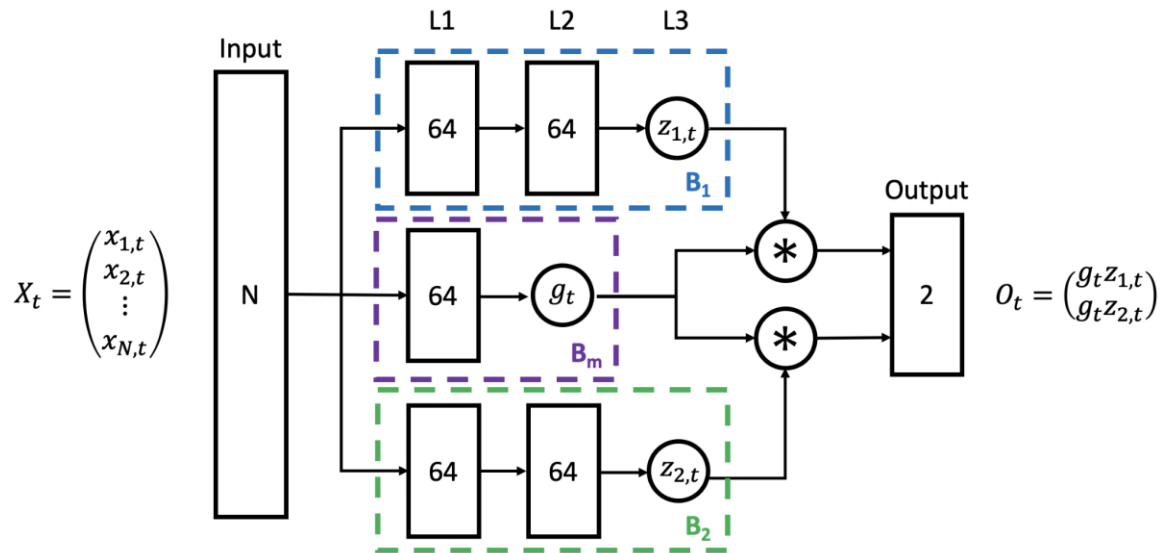 L1 L2 L3
Input
64 64 z₁,ₜ
B₁
Output
Xₜ = (x₁,ₜ
x₂,ₜ
⋮
x_N,ₜ)
N
64 gₜ
Bₘ
*
*
2
Oₜ = (gₜz₁,ₜ
gₜz₂,ₜ)
64 64 z₂,ₜ
B₂